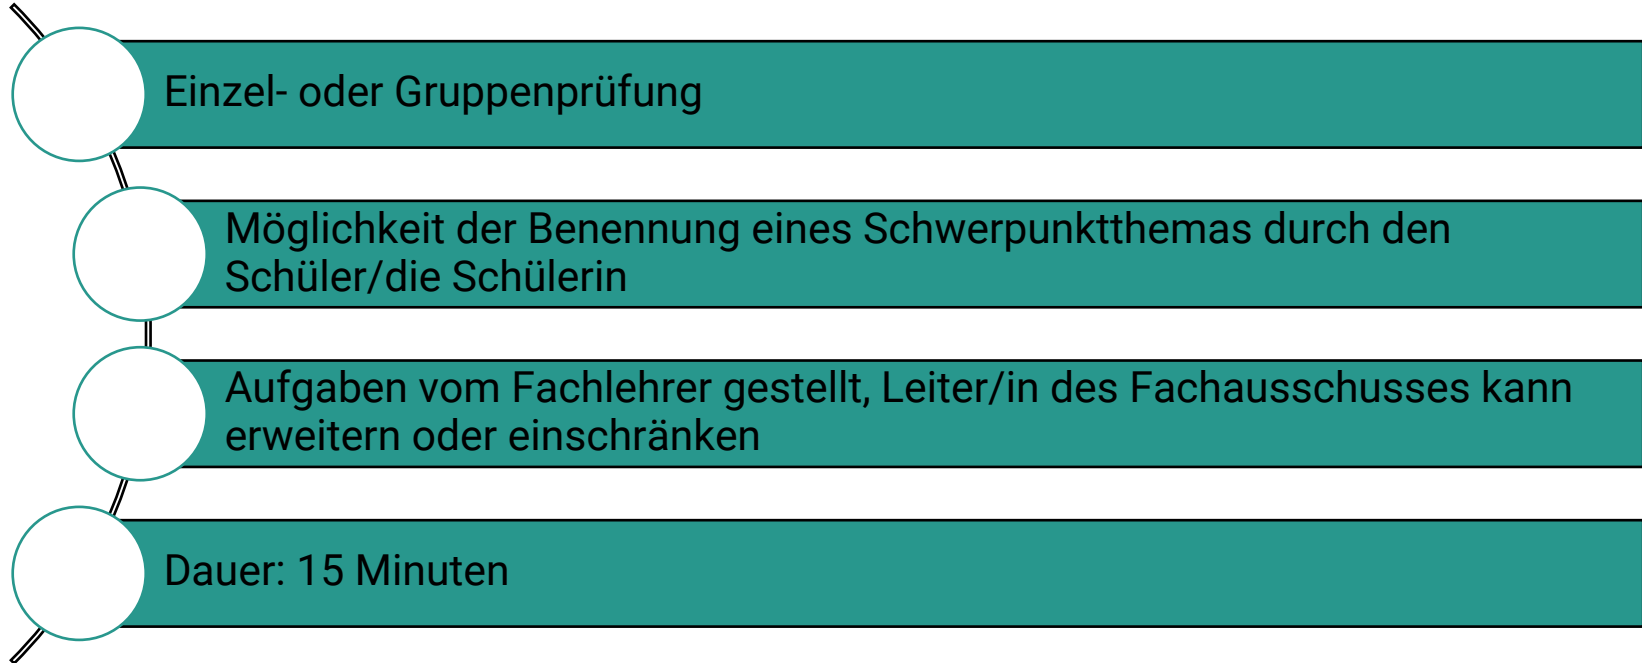 Einzel- oder Gruppenprüfung
Möglichkeit der Benennung eines Schwerpunktthemas durch den
Schüler/die Schülerin
Aufgaben vom Fachlehrer gestellt, Leiter/in des Fachausschusses kann
erweitern oder einschränken
Dauer: 15 Minuten